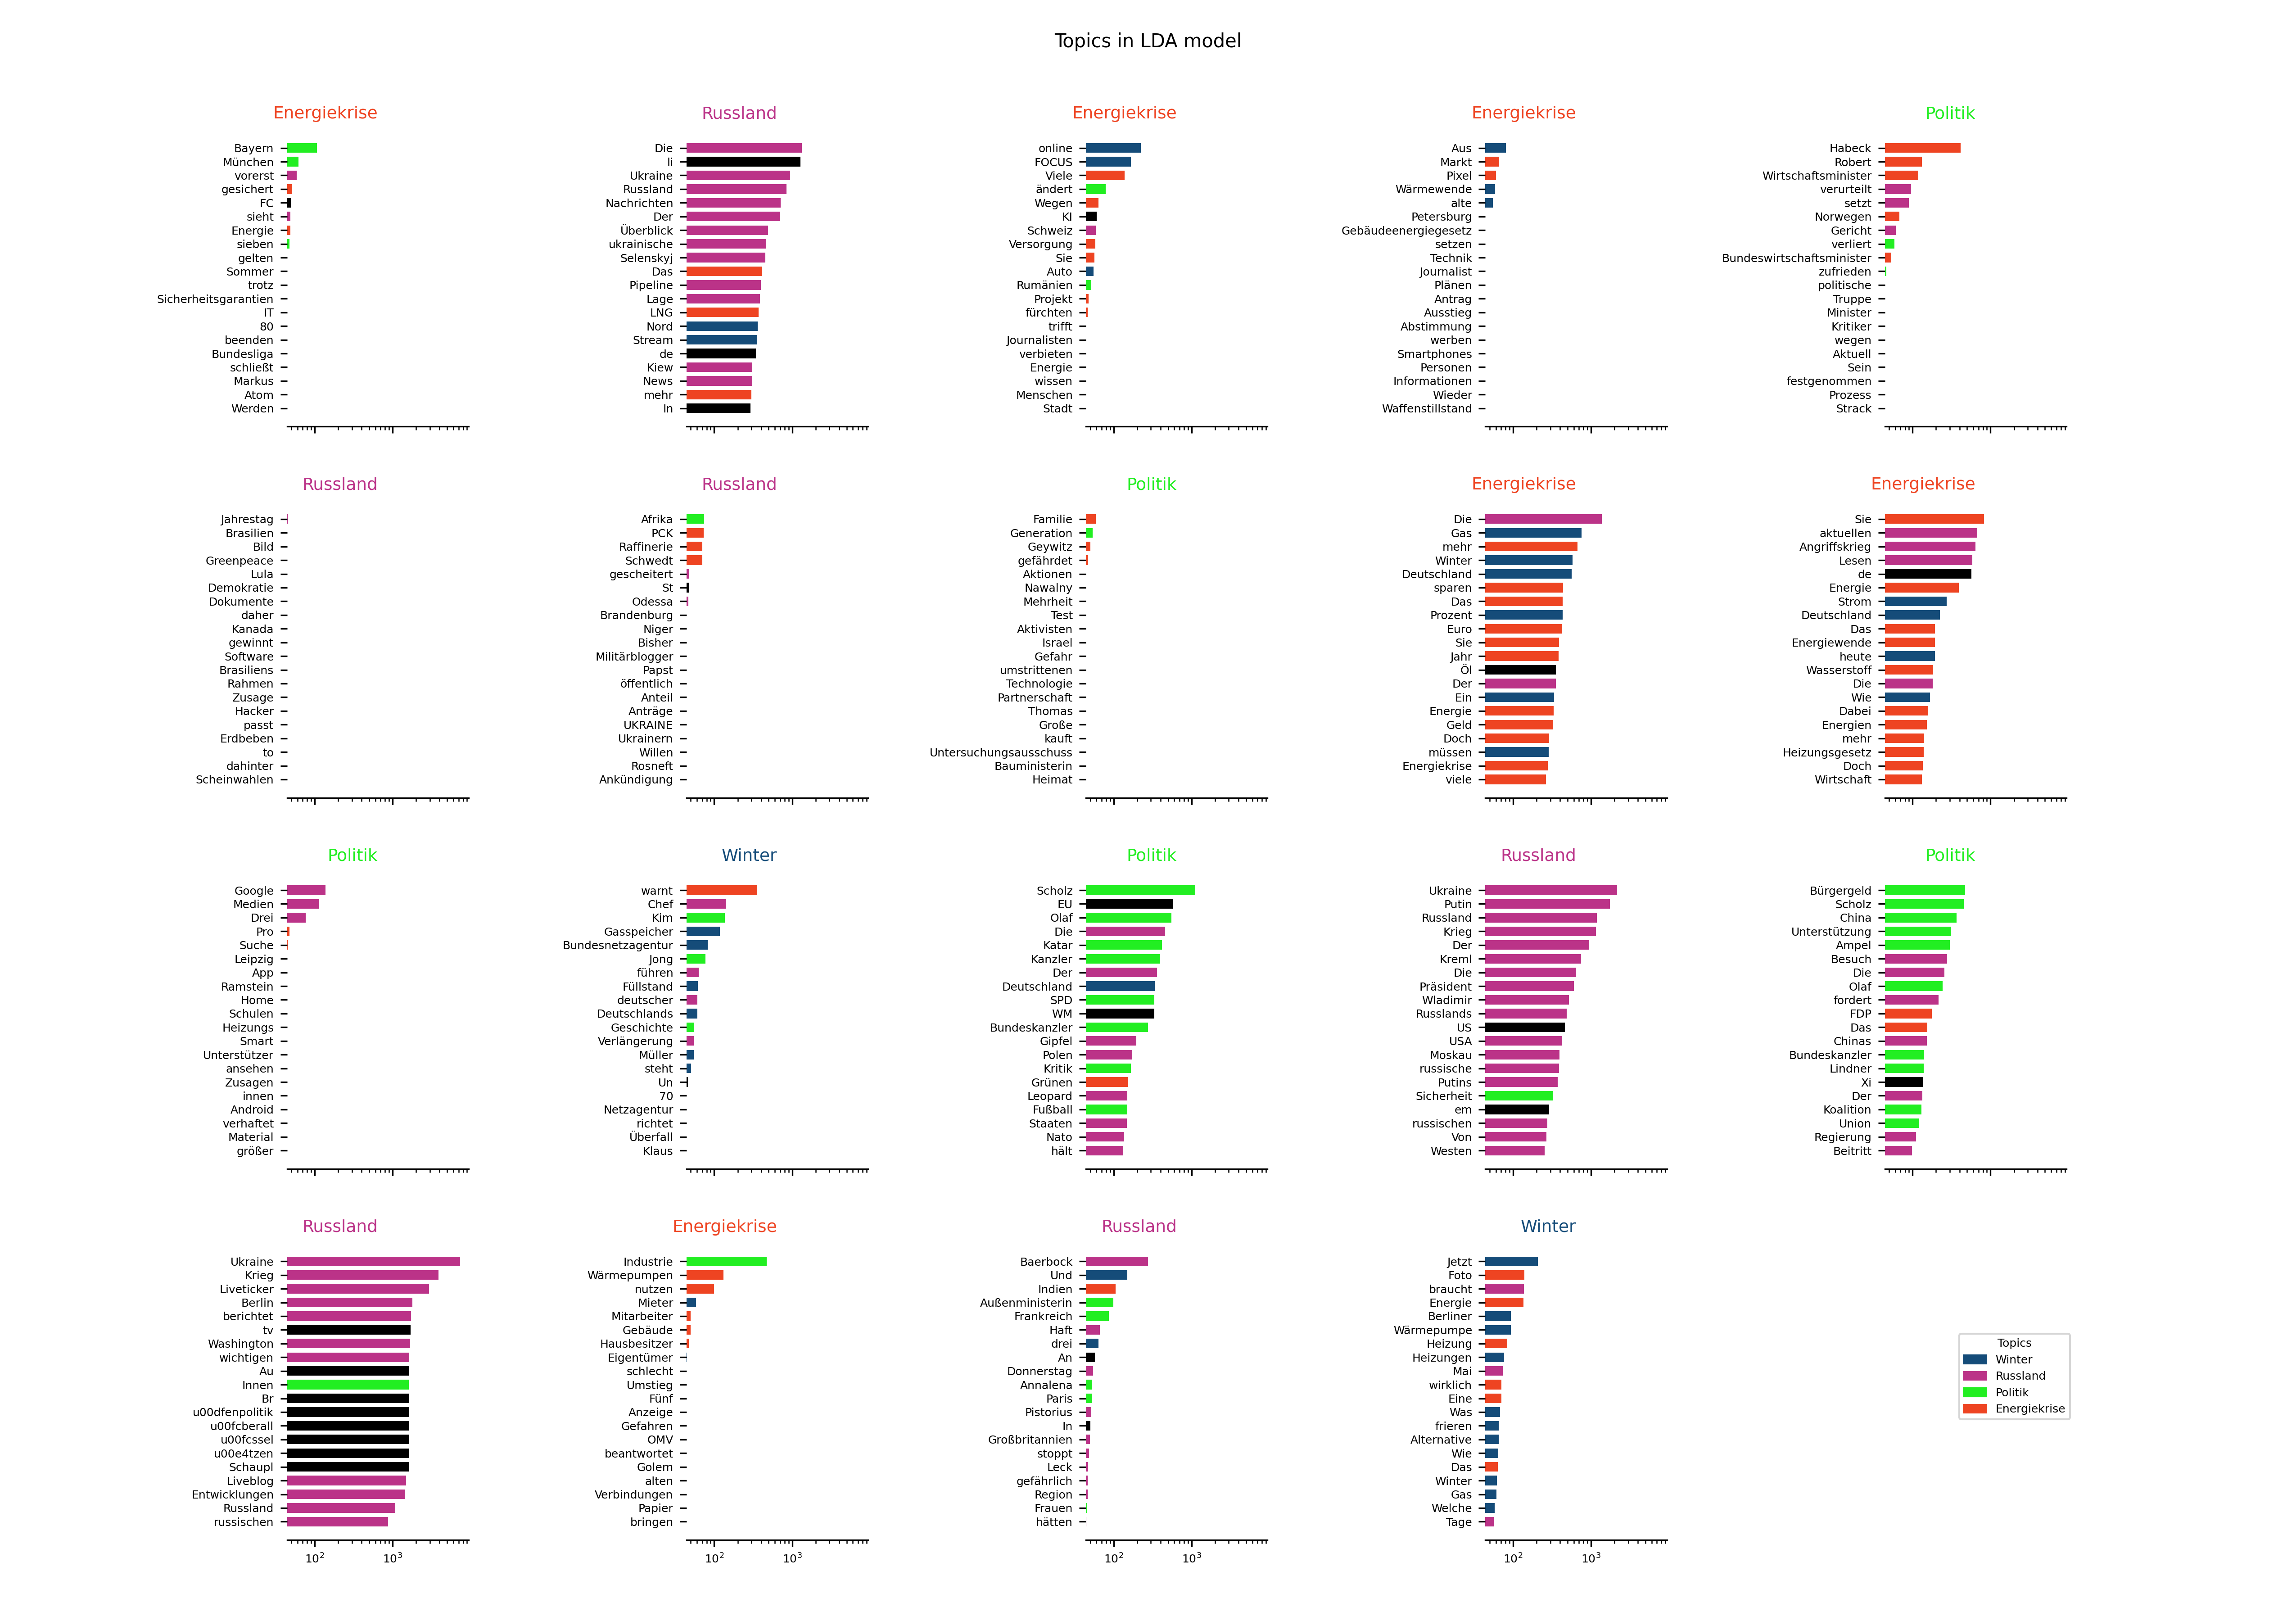 Topics in LDA model
Energiekrise
Bayern
München
vorerst
gesichert
FC
sieht
Energie
sieben
gelten
Sommer
trotz
Sicherheitsgarantien
IT
80
beenden
Bundesliga
schließt
Markus
Atom
Werden
Russland
Die
li
Ukraine
Russland
Nachrichten
Der
Überblick
ukrainische
Selenskyj
Das
Pipeline
Lage
LNG
Nord
Stream
de
Kiew
News
mehr
In
Energiekrise
online
FOCUS
Viele
ändert
Wegen
KI
Schweiz
Versorgung
Sie
Auto
Rumänien
Projekt
fürchten
trifft
Journalisten
verbieten
Energie
wissen
Menschen
Stadt
Energiekrise
Aus
Markt
Pixel
Wärmewende
alte
Petersburg
Gebäudeenergiegesetz
setzen
Technik
Journalist
Plänen
Antrag
Ausstieg
Abstimmung
werben
Smartphones
Personen
Informationen
Wieder
Waffenstillstand
Politik
Habeck
Robert
Wirtschaftsminister
verurteilt
setzt
Norwegen
Gericht
verliert
Bundeswirtschaftsminister
zufrieden
politische
Truppe
Minister
Kritiker
wegen
Aktuell
Sein
festgenommen
Prozess
Strack
Russland
Jahrestag
Brasilien
Bild
Greenpeace
Lula
Demokratie
Dokumente
daher
Kanada
gewinnt
Software
Brasiliens
Rahmen
Zusage
Hacker
passt
Erdbeben
to
dahinter
Scheinwahlen
Russland
Afrika
PCK
Raffinerie
Schwedt
gescheitert
St
Odessa
Brandenburg
Niger
Bisher
Militärblogger
Papst
öffentlich
Anteil
Anträge
UKRAINE
Ukrainern
Willen
Rosneft
Ankündigung
Politik
Familie
Generation
Geywitz
gefährdet
Aktionen
Nawalny
Mehrheit
Test
Aktivisten
Israel
Gefahr
umstrittenen
Technologie
Partnerschaft
Thomas
Große
kauft
Untersuchungsausschuss
Bauministerin
Heimat
Energiekrise
Die
Gas
mehr
Winter
Deutschland
sparen
Das
Prozent
Euro
Sie
Jahr
Öl
Der
Ein
Energie
Geld
Doch
müssen
Energiekrise
viele
Energiekrise
Sie
aktuellen
Angriffskrieg
Lesen
de
Energie
Strom
Deutschland
Das
Energiewende
heute
Wasserstoff
Die
Wie
Dabei
Energien
mehr
Heizungsgesetz
Doch
Wirtschaft
Politik
Google
Medien
Drei
Pro
Suche
Leipzig
App
Ramstein
Home
Schulen
Heizungs
Smart
Unterstützer
ansehen
Zusagen
innen
Android
verhaftet
Material
größer
Winter
warnt
Chef
Kim
Gasspeicher
Bundesnetzagentur
Jong
führen
Füllstand
deutscher
Deutschlands
Geschichte
Verlängerung
Müller
steht
Un
70
Netzagentur
richtet
Überfall
Klaus
Politik
Scholz
EU
Olaf
Die
Katar
Kanzler
Der
Deutschland
SPD
WM
Bundeskanzler
Gipfel
Polen
Kritik
Grünen
Leopard
Fußball
Staaten
Nato
hält
Russland
Ukraine
Putin
Russland
Krieg
Der
Kreml
Die
Präsident
Wladimir
Russlands
US
USA
Moskau
russische
Putins
Sicherheit
em
russischen
Von
Westen
Politik
Bürgergeld
Scholz
China
Unterstützung
Ampel
Besuch
Die
Olaf
fordert
FDP
Das
Chinas
Bundeskanzler
Lindner
Xi
Der
Koalition
Union
Regierung
Beitritt
Russland
Ukraine
Krieg
Liveticker
Berlin
berichtet
tv
Washington
wichtigen
Au
Innen
Br
u00dfenpolitik
u00fcberall
u00fcssel
u00e4tzen
Schaupl
Liveblog
Entwicklungen
Russland
russischen
10² 10³
Energiekrise
Industrie
Wärmepumpen
nutzen
Mieter
Mitarbeiter
Gebäude
Hausbesitzer
Eigentümer
schlecht
Umstieg
Fünf
Anzeige
Gefahren
OMV
beantwortet
Golem
alten
Verbindungen
Papier
bringen
10² 10³
Russland
Baerbock
Und
Indien
Außenministerin
Frankreich
Haft
drei
An
Donnerstag
Annalena
Paris
Pistorius
In
Großbritannien
stoppt
Leck
gefährlich
Region
Frauen
hätten
10² 10³
Winter
Jetzt
Foto
braucht
Energie
Berliner
Wärmepumpe
Heizung
Heizungen
Mai
wirklich
Eine
Was
frieren
Alternative
Wie
Das
Winter
Gas
Welche
Tage
10² 10³
Topics
Winter
Russland
Politik
Energiekrise